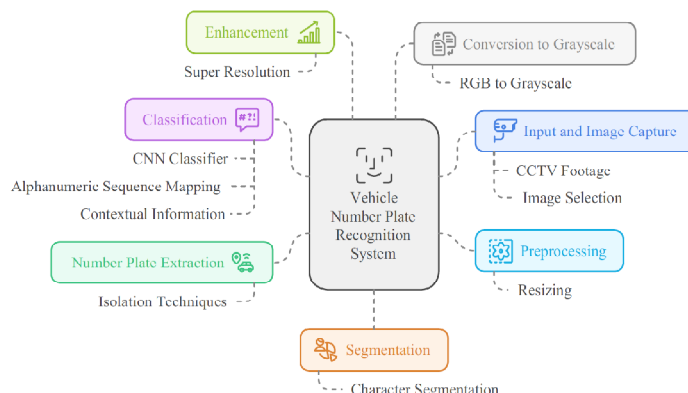 Enhancement
Super Resolution
Conversion to Grayscale
RGB to Grayscale
Classification
#?!
CNN Classifier
Alphanumeric Sequence Mapping
Contextual Information
Input and Image Capture
CCTV Footage
Image Selection
Vehicle
Number Plate
Recognition
System
Number Plate Extraction
Isolation Techniques
Preprocessing
Resizing
Segmentation
Character Segmentation